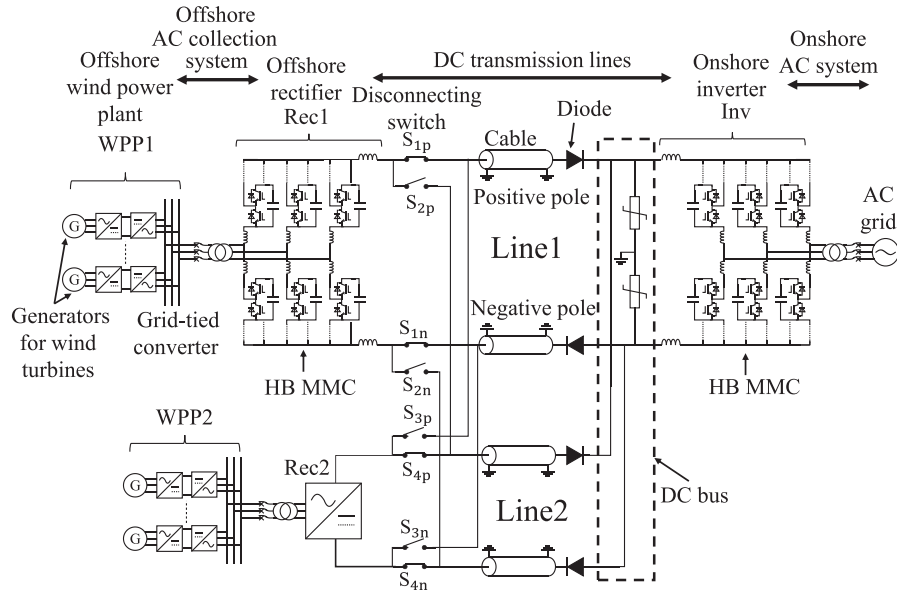 Offshore
AC collection
system
Offshore
wind power
plant
WPP1
Offshore
rectifier
Rec1
DC transmission lines
Disconnecting
switch
Diode
Cable
Onshore
inverter
Inv
Onshore
AC system
S1p
S2p
Positive pole
Line1
AC
grid
G
G
Generators
for wind
turbines
Grid-tied
converter
HB MMC
S1n
S2n
Negative pole
HB MMC
WPP2
Rec2
S3p
S4p
DC bus
Line2
G
G
S3n
S4n